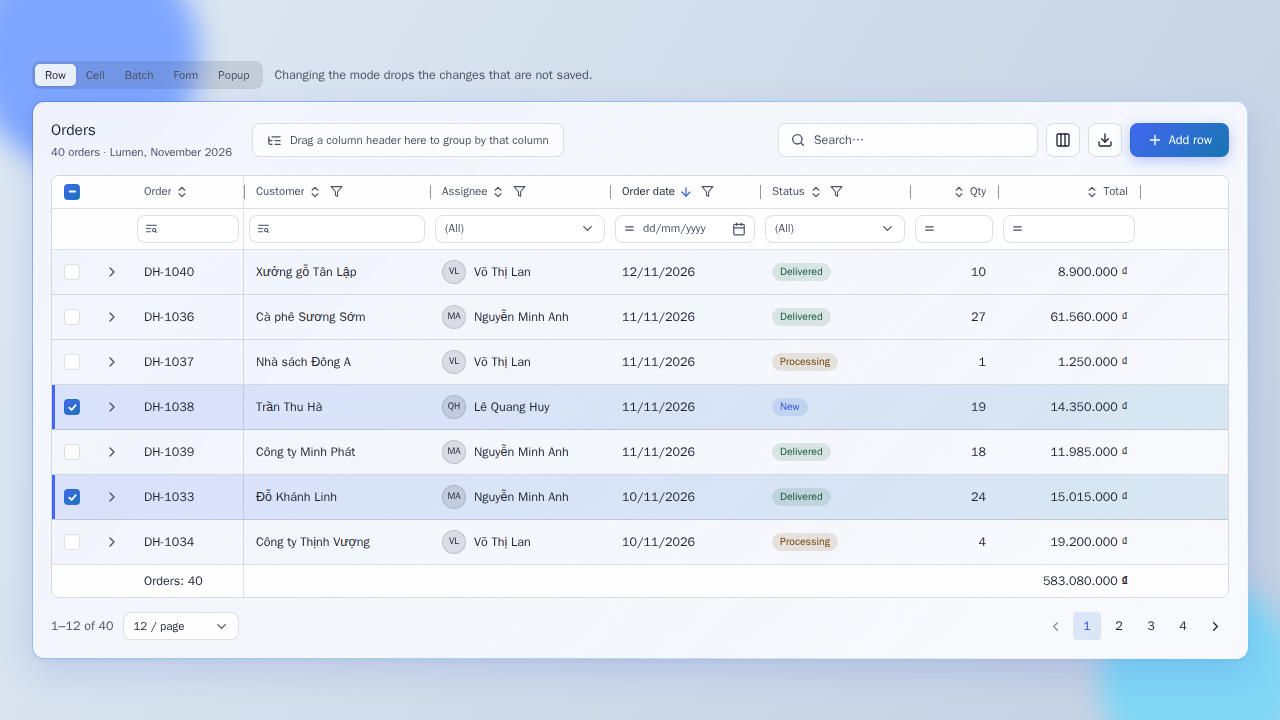 Row Cell Batch Form Popup Changing the mode drops the changes that are not saved.
Orders
40 orders · Lumen, November 2026
Drag a column header here to group by that column
Search...
Add row
Order Customer Assignee Order date Status Qty Total
(All) dd/mm/yyyy (All)
DH-1040 Xưởng gỗ Tân Lập VL Võ Thị Lan 12/11/2026 Delivered 10 8.900.000 ₫
DH-1036 Cà phê Sương Sớm MA Nguyễn Minh Anh 11/11/2026 Delivered 27 61.560.000 ₫
DH-1037 Nhà sách Đông A VL Võ Thị Lan 11/11/2026 Processing 1 1.250.000 ₫
DH-1038 Trần Thu Hà QH Lê Quang Huy 11/11/2026 New 19 14.350.000 ₫
DH-1039 Công ty Minh Phát MA Nguyễn Minh Anh 11/11/2026 Delivered 18 11.985.000 ₫
DH-1033 Đỗ Khánh Linh MA Nguyễn Minh Anh 10/11/2026 Delivered 24 15.015.000 ₫
DH-1034 Công ty Thịnh Vượng VL Võ Thị Lan 10/11/2026 Processing 4 19.200.000 ₫
Orders: 40 583.080.000 ₫
1–12 of 40 12 / page 1 2 3 4